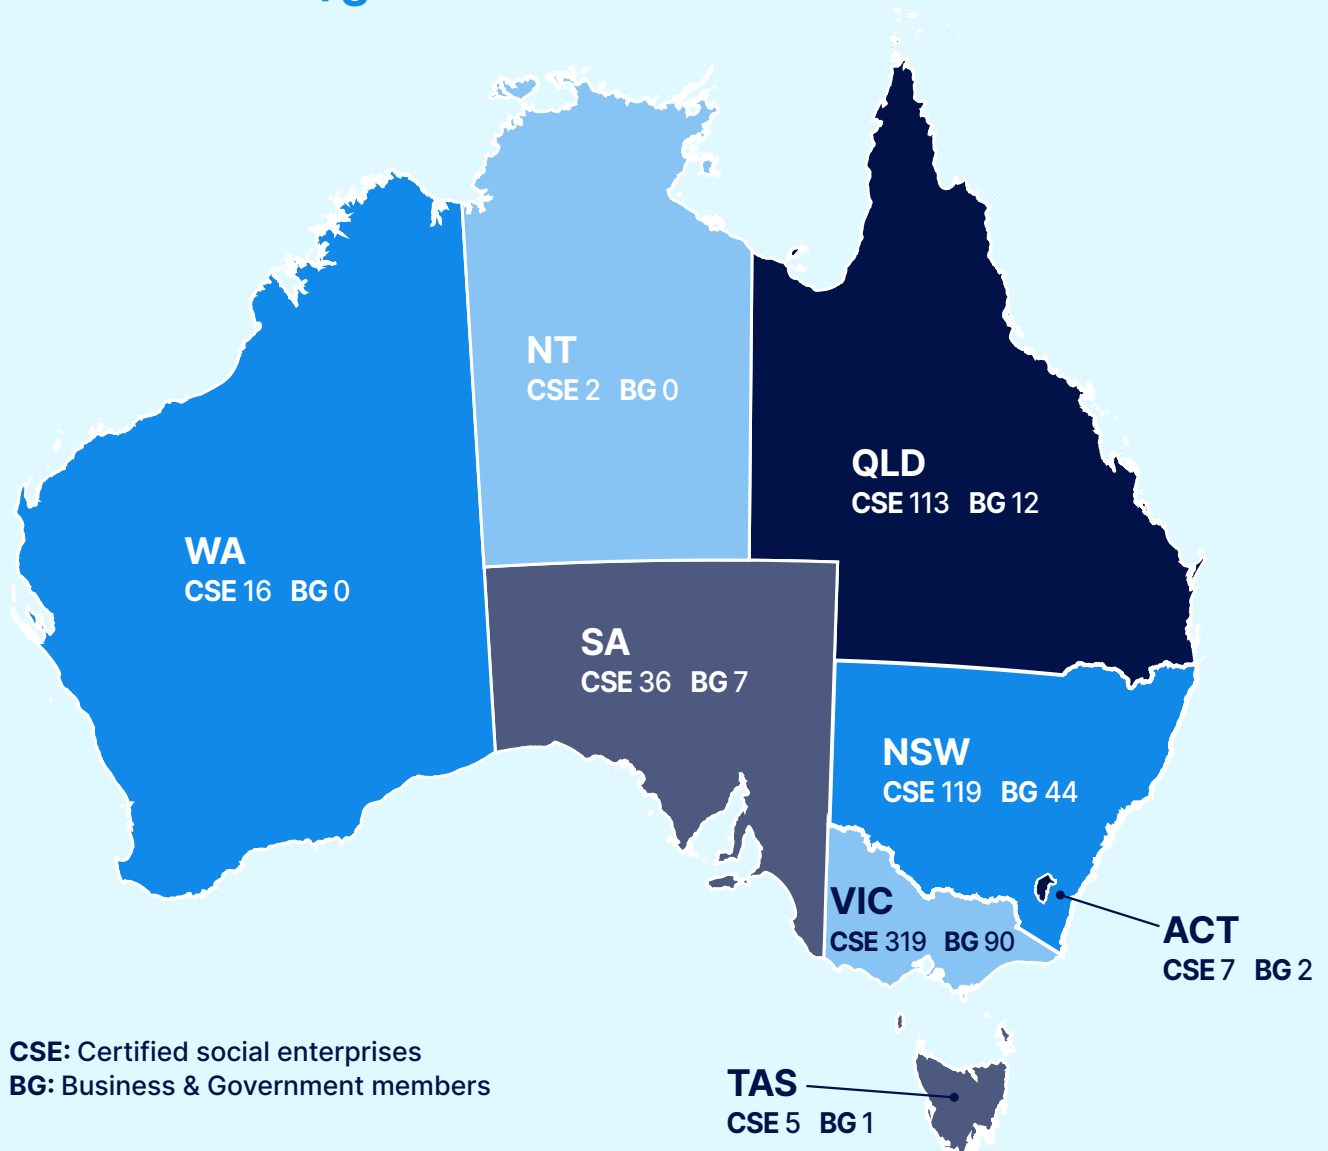 NT
CSE 2 BG 0
QLD
CSE 113 BG 12
WA
CSE 16 BG 0
SA
CSE 36 BG 7
NSW
CSE 119 BG 44
VIC
CSE 319 BG 90
ACT
CSE 7 BG 2
CSE: Certified social enterprises
BG: Business & Government members
TAS
CSE 5 BG 1